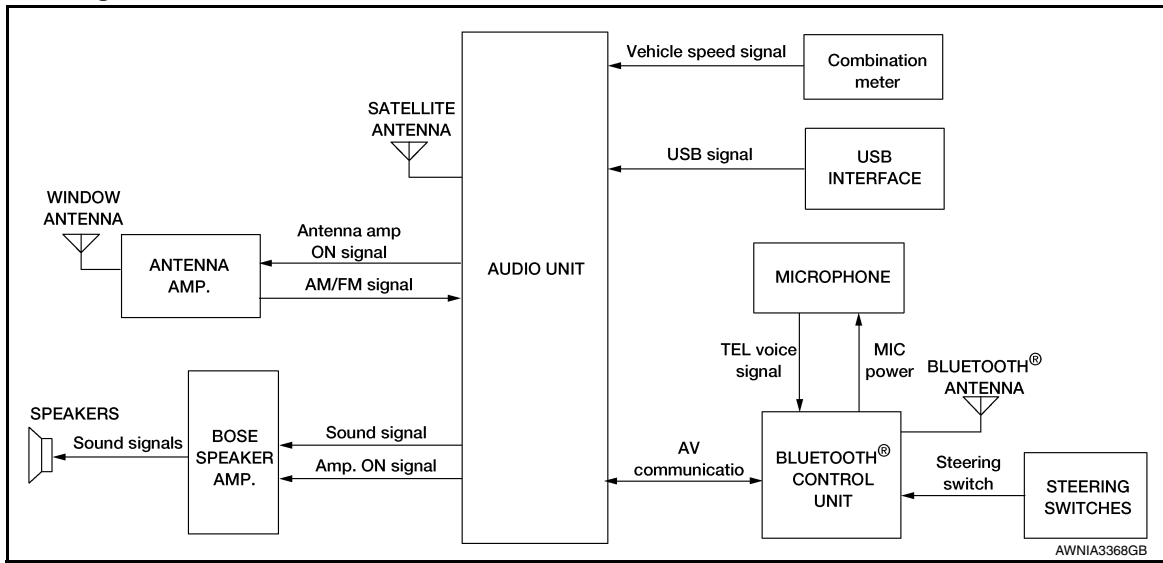 Vehicle speed signal
Combination
meter
SATELLITE
ANTENNA
USB signal
USB
INTERFACE
WINDOW
ANTENNA
Antenna amp
ON signal
ANTENNA
AMP.
AM/FM signal
AUDIO UNIT
MICROPHONE
TEL voice
signal
MIC
power
BLUETOOTH®
ANTENNA
SPEAKERS
Sound signals
BOSE
SPEAKER
AMP.
Sound signal
Amp. ON signal
AV
communicatio
BLUETOOTH®
CONTROL
UNIT
Steering
switch
STEERING
SWITCHES
AWNIA3368GB